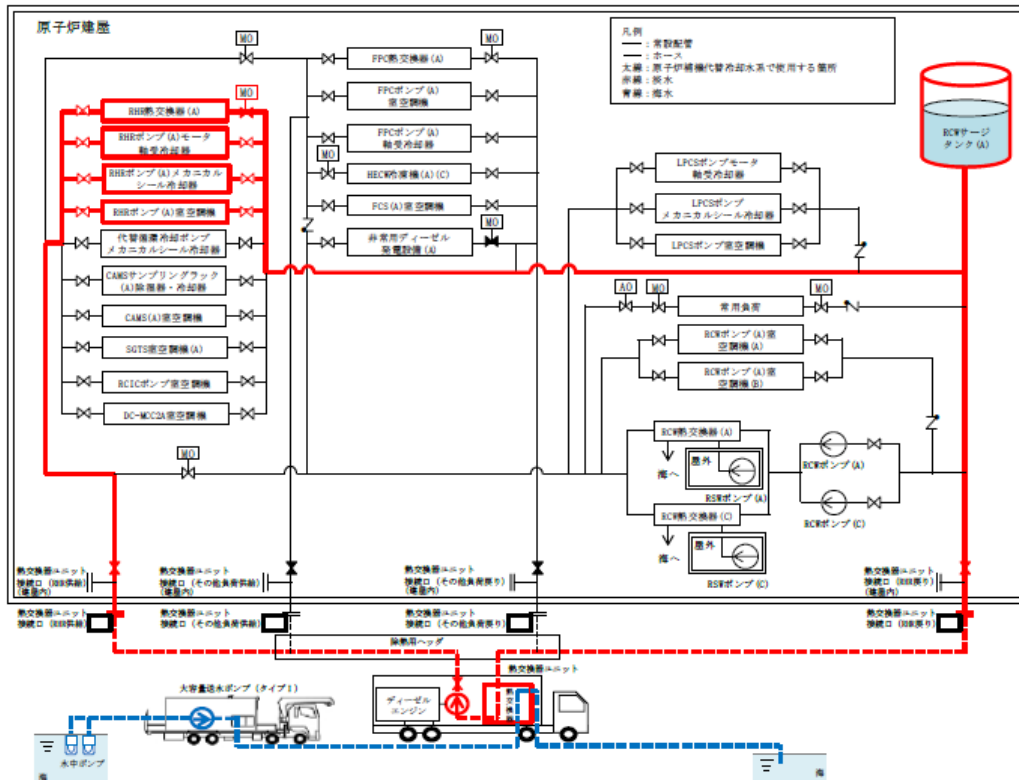 原子炉建屋
凡例
── : 常設配管
── : ホース
太線 : 原子炉補機代替冷却水系で使用する箇所
赤線 : 淡水
青線 : 海水
RCWサージ
タンク(A)
MO
MO
MO
RHR熱交換器(A)
RHRポンプ(A)モータ
軸受冷却器
RHRポンプ(A)メカニカル
シール冷却器
RHRポンプ(A)室空調機
代替循環冷却ポンプ
メカニカルシール冷却器
CAMSサンプリングラック
(A)除湿器・冷却器
CAMS(A)室空調機
SGTS室空調機(A)
RCICポンプ室空調機
DC-MCC2A室空調機
FPC熱交換器(A)
FPCポンプ(A)
室空調機
FPCポンプ(A)
軸受冷却器
MO
HECW冷凍機(A)(C)
FCS(A)室空調機
MO
非常用ディーゼル
発電設備(A)
LPCSポンプモータ
軸受冷却器
LPCSポンプ
メカニカルシール冷却器
LPCSポンプ室空調機
AO
MO
MO
常用負荷
RCWポンプ(A)室
空調機(A)
RCWポンプ(A)室
空調機(B)
MO
RCW熱交換器(A)
海へ
屋外
RSWポンプ(A)
RCW熱交換器(C)
海へ
屋外
RSWポンプ(C)
RCWポンプ(A)
RCWポンプ(C)
熱交換器ユニット
接続口 (RHR供給)
(建屋内)
熱交換器ユニット
接続口 (その他負荷供給)
(建屋内)
熱交換器ユニット
接続口 (その他負荷戻り)
(建屋内)
熱交換器ユニット
接続口 (RHR戻り)
(建屋内)
熱交換器ユニット
接続口 (RHR供給)
熱交換器ユニット
接続口 (その他負荷供給)
熱交換器ユニット
接続口 (その他負荷戻り)
熱交換器ユニット
接続口 (RHR戻り)
除熱用ヘッダ
熱交換器ユニット
大容量送水ポンプ (タイプⅠ)
ディーゼル
エンジン
熱交換器
水中ポンプ
海
海